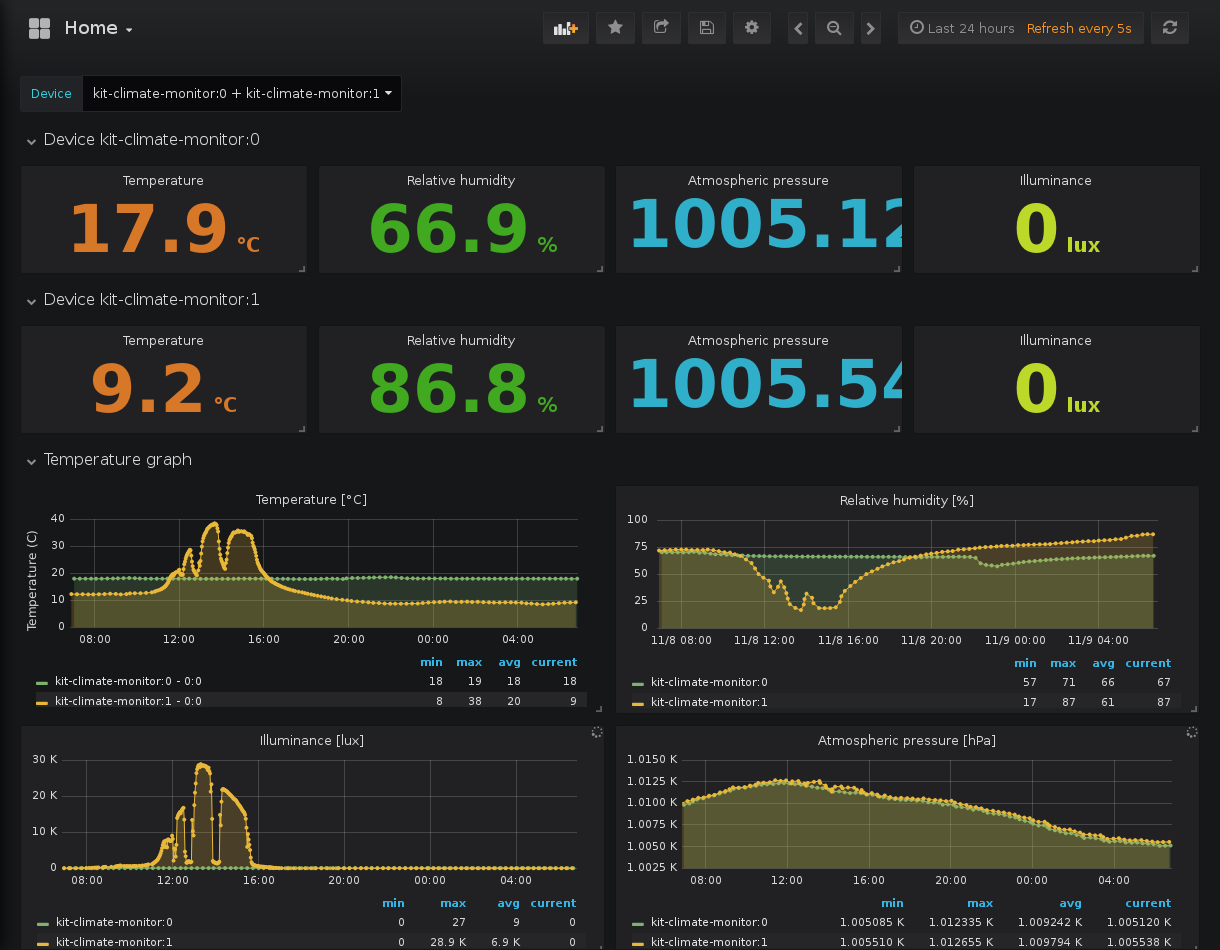 Home
Last 24 hours Refresh every 5s
Device kit-climate-monitor:0 + kit-climate-monitor:1
Device kit-climate-monitor:0
Temperature Relative humidity Atmospheric pressure Illuminance
17.9 °C 66.9 % 1005.12 0 lux
Device kit-climate-monitor:1
Temperature Relative humidity Atmospheric pressure Illuminance
9.2 °C 86.8 % 1005.54 0 lux
Temperature graph
Temperature [°C]
Temperature (C)
40
30
20
10
0
08:00 12:00 16:00 20:00 00:00 04:00
min max avg current
kit-climate-monitor:0 - 0:0 18 19 18 18
kit-climate-monitor:1 - 0:0 8 38 20 9
Relative humidity [%]
100
75
50
25
0
11/8 08:00 11/8 12:00 11/8 16:00 11/8 20:00 11/9 00:00 11/9 04:00
min max avg current
kit-climate-monitor:0 57 71 66 67
kit-climate-monitor:1 17 87 61 87
Illuminance [lux]
30 K
20 K
10 K
0
08:00 12:00 16:00 20:00 00:00 04:00
min max avg current
kit-climate-monitor:0 0 27 9 0
kit-climate-monitor:1 0 28.9 K 6.9 K 0
Atmospheric pressure [hPa]
1.0150 K
1.0125 K
1.0100 K
1.0075 K
1.0050 K
1.0025 K
08:00 12:00 16:00 20:00 00:00 04:00
min max avg current
kit-climate-monitor:0 1.005085 K 1.012335 K 1.009242 K 1.005120 K
kit-climate-monitor:1 1.005510 K 1.012655 K 1.009794 K 1.005538 K